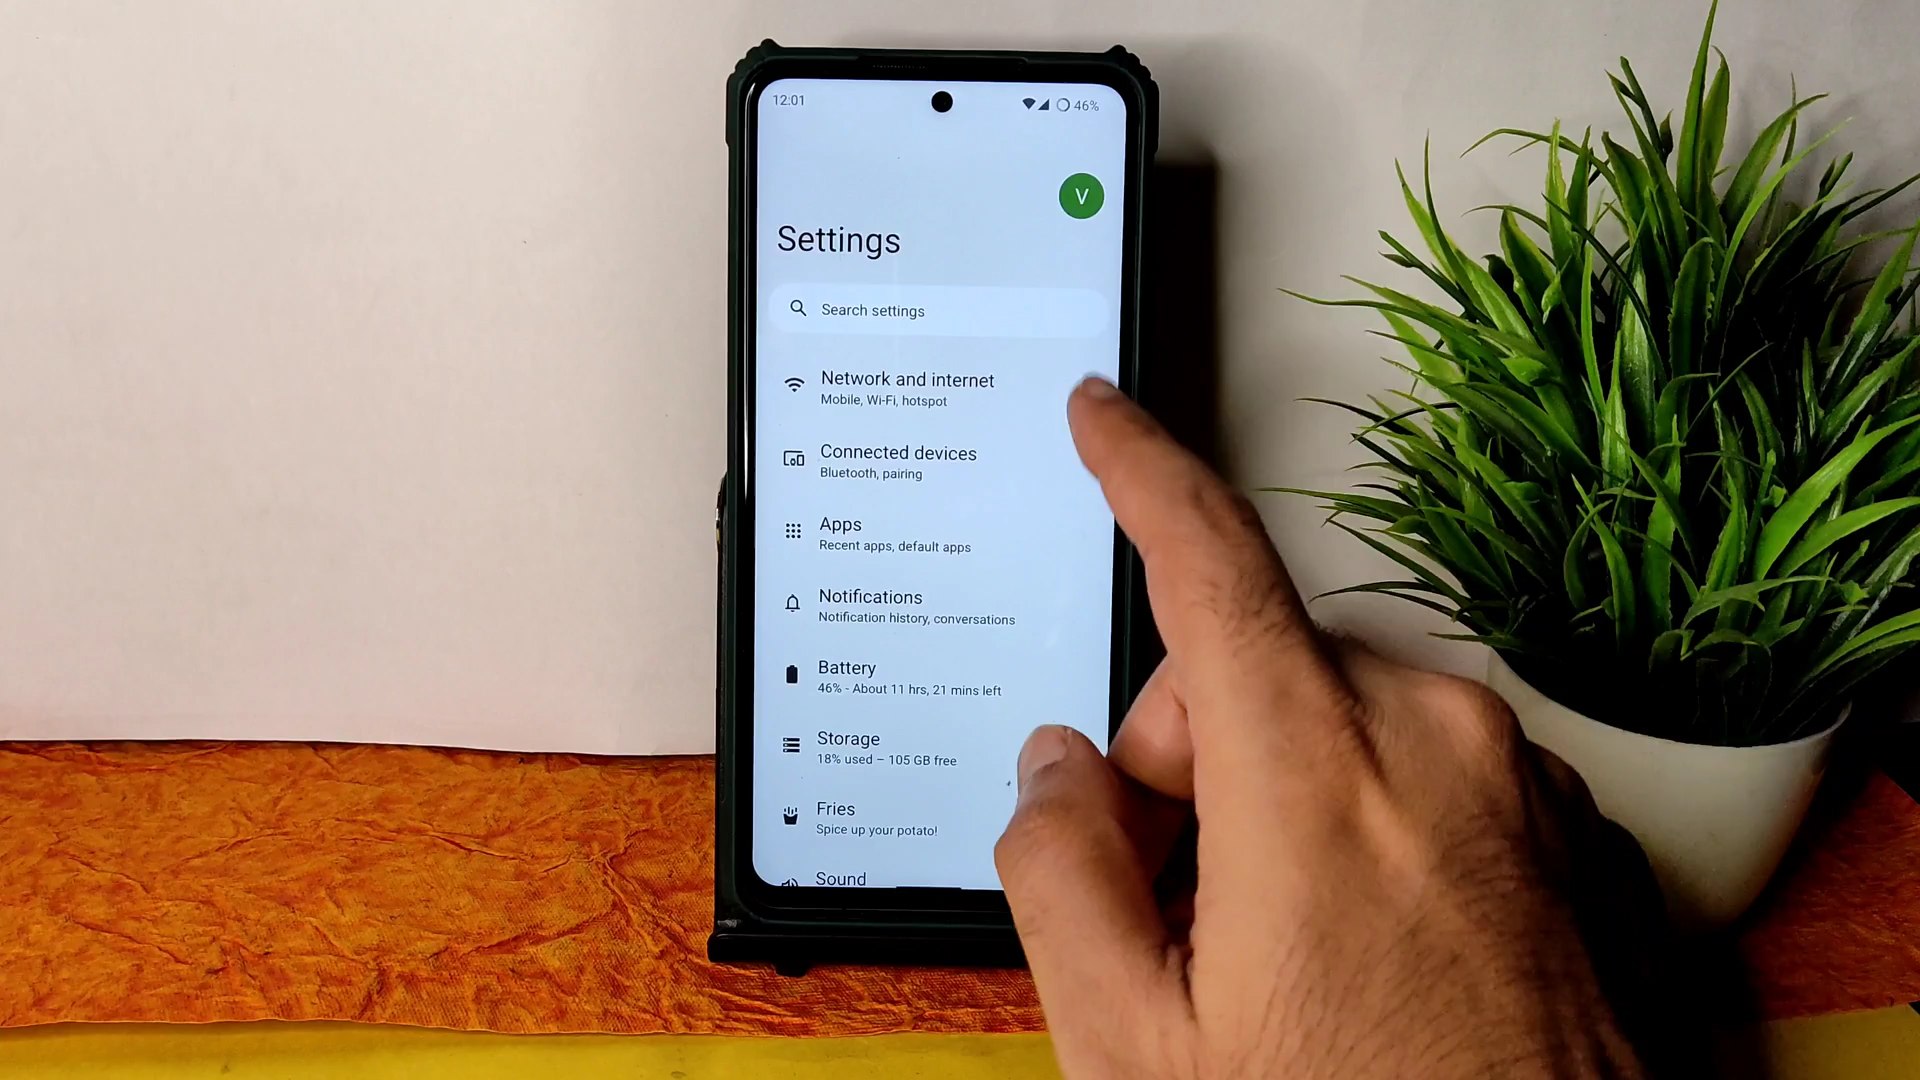 12:01
46%
V
Settings
Search settings
Network and internet
Mobile, Wi-Fi, hotspot
Connected devices
Bluetooth, pairing
Apps
Recent apps, default apps
Notifications
Notification history, conversations
Battery
46% - About 11 hrs, 21 mins left
Storage
18% used – 105 GB free
Fries
Spice up your potato!
Sound